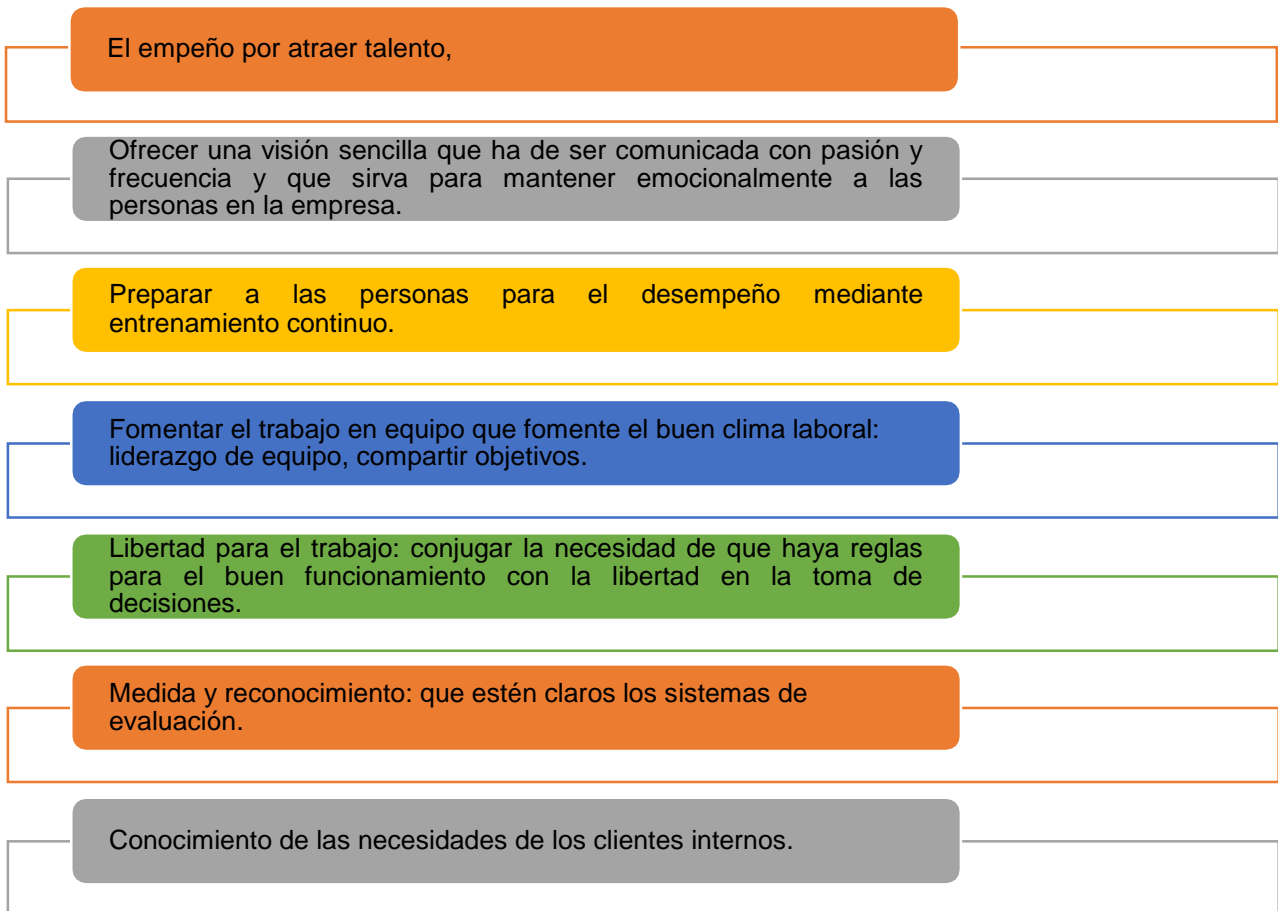 El empeño por atraer talento,
Ofrecer una visión sencilla que ha de ser comunicada con pasión y
frecuencia y que sirva para mantener emocionalmente a las
personas en la empresa.
Preparar a las personas para el desempeño mediante
entrenamiento continuo.
Fomentar el trabajo en equipo que fomente el buen clima laboral:
liderazgo de equipo, compartir objetivos.
Libertad para el trabajo: conjugar la necesidad de que haya reglas
para el buen funcionamiento con la libertad en la toma de
decisiones.
Medida y reconocimiento: que estén claros los sistemas de
evaluación.
Conocimiento de las necesidades de los clientes internos.